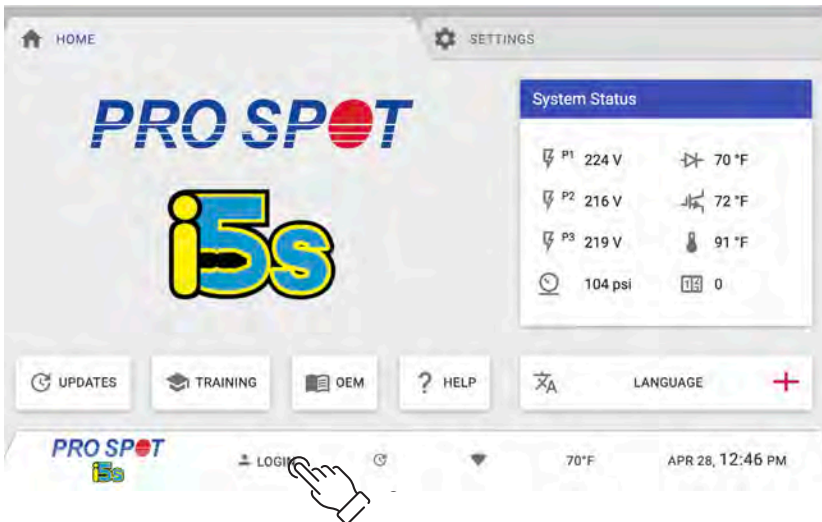 HOME
SETTINGS
PRO SPOT
i5s
System Status
P1 224 V
70 °F
P2 216 V
72 °F
P3 219 V
91 °F
104 psi
0
UPDATES
TRAINING
OEM
? HELP
LANGUAGE
PRO SPOT
i5s
LOGIN
70°F
APR 28, 12:46 PM